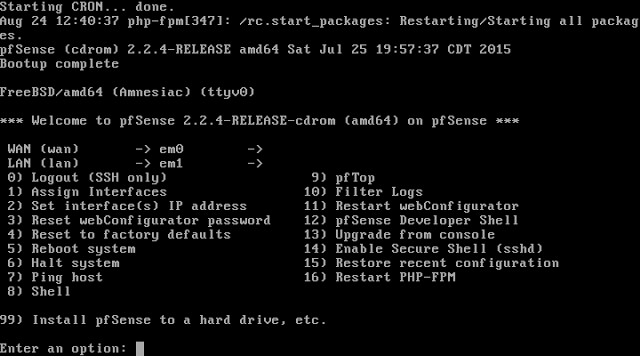 Starting CRON... done.
Aug 24 12:40:37 php-fpm[347]: /rc.start_packages: Restarting/Starting all packag
es.
pfSense (cdrom) 2.2.4-RELEASE amd64 Sat Jul 25 19:57:37 CDT 2015
Bootup complete
FreeBSD/amd64 (Amnesiac) (ttyv0)
*** Welcome to pfSense 2.2.4-RELEASE-cdrom (amd64) on pfSense ***
WAN (wan) -> em0 ->
LAN (lan) -> em1 ->
0) Logout (SSH only) 9) pfTop
1) Assign Interfaces 10) Filter Logs
2) Set interface(s) IP address 11) Restart webConfigurator
3) Reset webConfigurator password 12) pfSense Developer Shell
4) Reset to factory defaults 13) Upgrade from console
5) Reboot system 14) Enable Secure Shell (sshd)
6) Halt system 15) Restore recent configuration
7) Ping host 16) Restart PHP-FPM
8) Shell
99) Install pfSense to a hard drive, etc.
Enter an option: